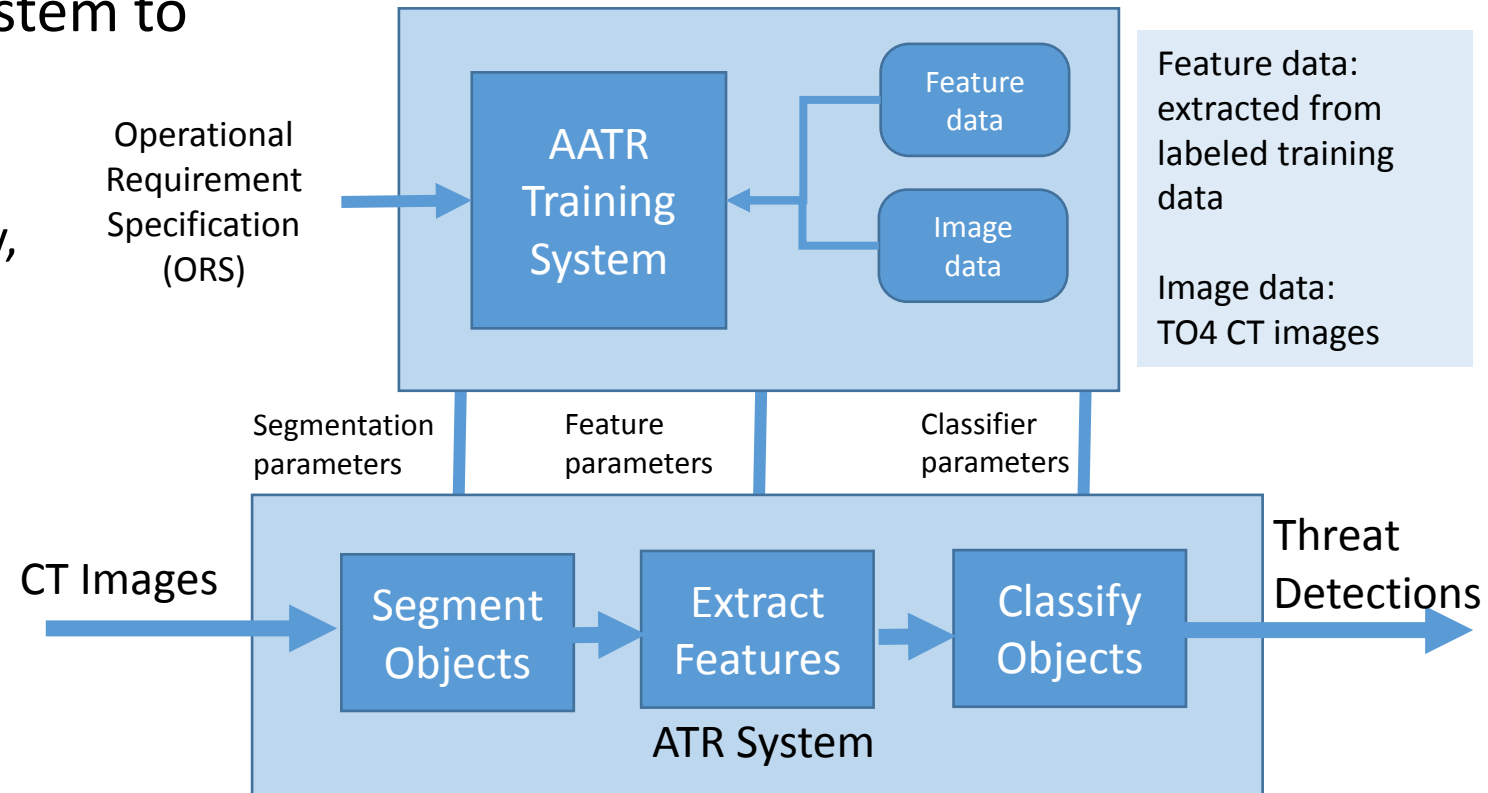 stem to
y,
Operational
Requirement
Specification
(ORS)
AATR
Training
System
Feature
data
Image
data
Feature data:
extracted from
labeled training
data
Image data:
TO4 CT images
Segmentation
parameters
Feature
parameters
Classifier
parameters
CT Images
Segment
Objects
Extract
Features
Classify
Objects
Threat
Detections
ATR System